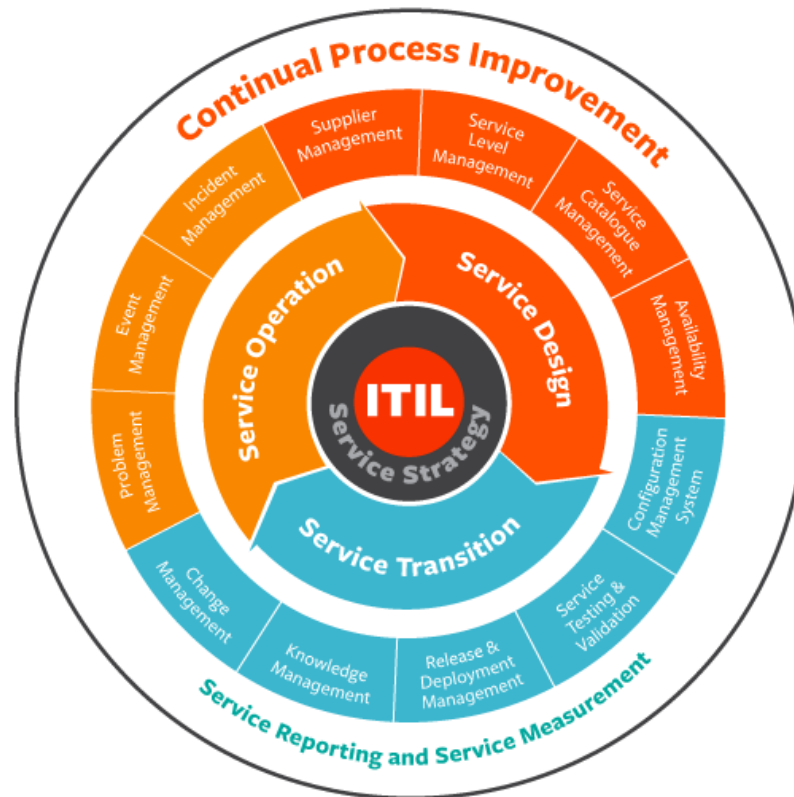 Continual Process Improvement
Supplier
Management
Service
Level
Management
Service
Catalogue
Management
Availability
Management
Configuration
Management
System
Service
Testing &
Validation
Release &
Deployment
Management
Knowledge
Management
Change
Management
Problem
Management
Event
Management
Incident
Management
Service Design
Service Transition
Service Operation
ITIL
Service Strategy
Service Reporting and Service Measurement